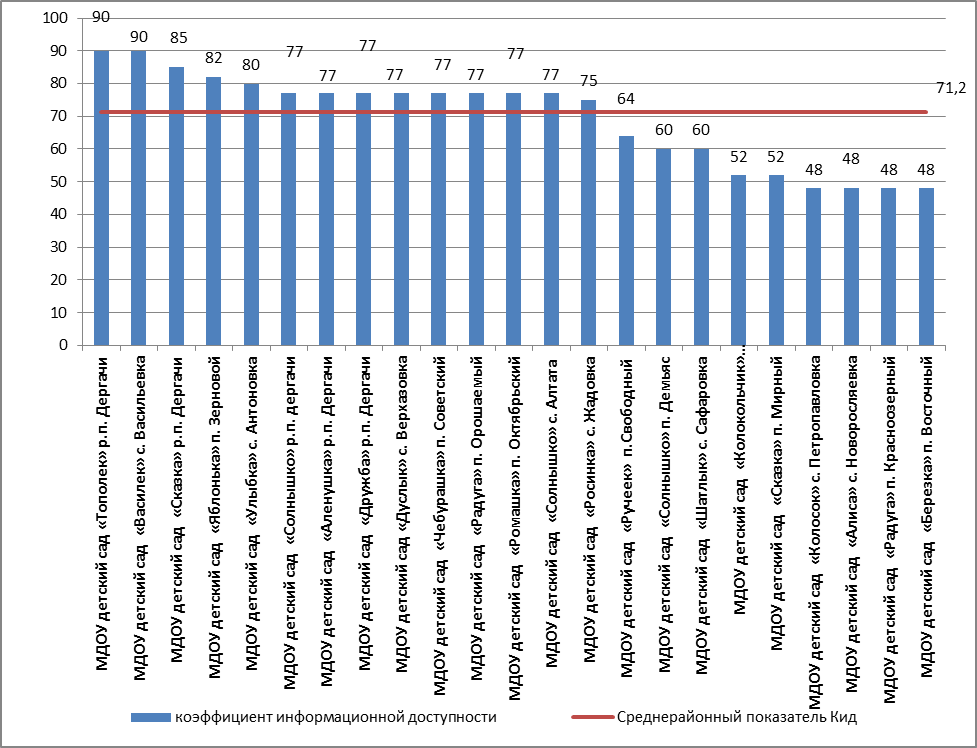 100
90
80
70
60
50
40
30
20
10
0
90
90
85
82
80
77
77
77
77
77
77
77
77
75
64
60
60
52
52
48
48
48
48
71,2
МДОУ детский сад «Тополек» р.п. Дергачи
МДОУ детский сад «Василек» с. Васильевка
МДОУ детский сад «Сказка» р.п. Дергачи
МДОУ детский сад «Яблонька» п. Зерновой
МДОУ детский сад «Улыбка» с. Антоновка
МДОУ детский сад «Солнышко» р.п. дергачи
МДОУ детский сад «Аленушка» р.п. Дергачи
МДОУ детский сад «Дружба» р.п. Дергачи
МДОУ детский сад «Дуслык» с. Верхазовка
МДОУ детский сад «Чебурашка» п. Советский
МДОУ детский сад «Радуга» п. Орошаемый
МДОУ детский сад «Ромашка» п. Октябрьский
МДОУ детский сад «Солнышко» с. Алтата
МДОУ детский сад «Росинка» с. Жадовка
МДОУ детский сад «Ручеек» п.Свободный
МДОУ детский сад «Солнышко» п. Демьяс
МДОУ детский сад «Шатлык» с. Сафаровка
МДОУ детский сад «Колокольчик»...
МДОУ детский сад «Сказка» п. Мирный
МДОУ детский сад «Колосок» с. Петропавловка
МДОУ детский сад «Алиса» с. Новоросляевка
МДОУ детский сад «Радуга» п. Красноозерный
МДОУ детский сад «Березка» п. Восточный
коэффициент информационной доступности
Среднерайонный показатель Кид